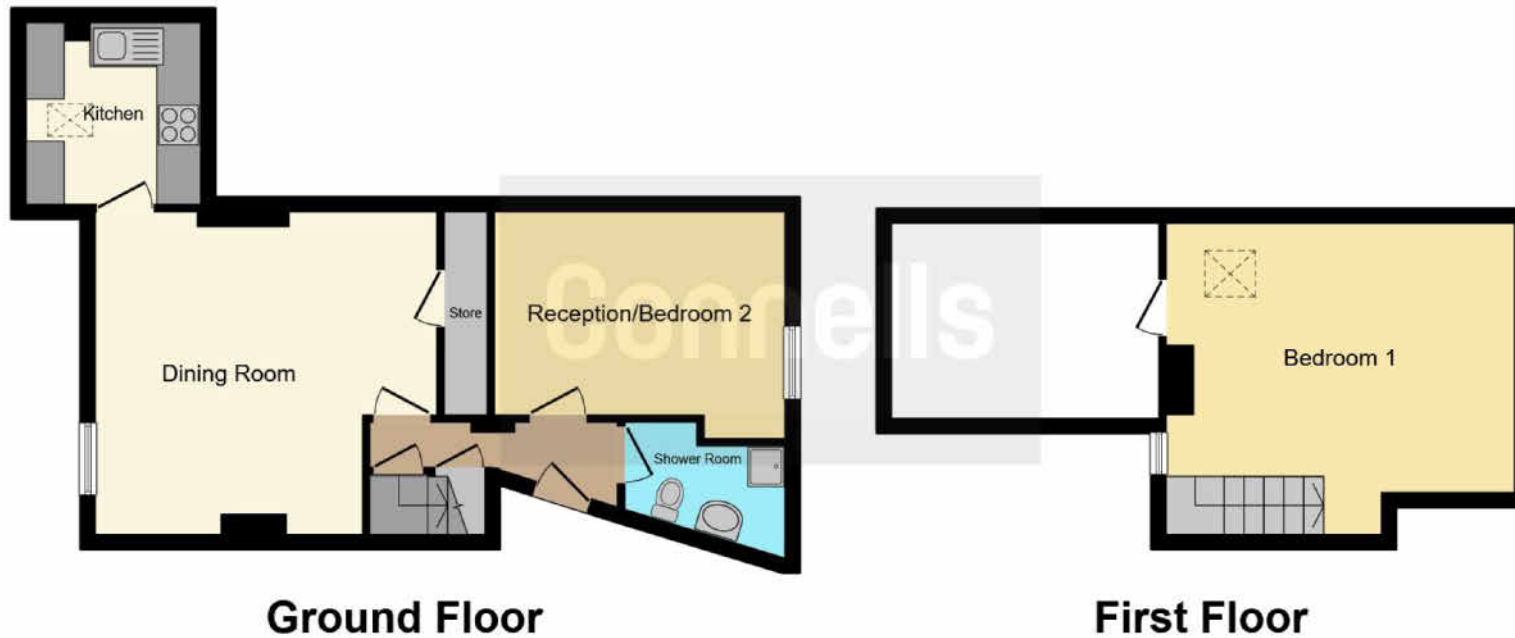 Kitchen
Store
Reception/Bedroom 2
Connells
Dining Room
Bedroom 1
Shower Room
Ground Floor
First Floor